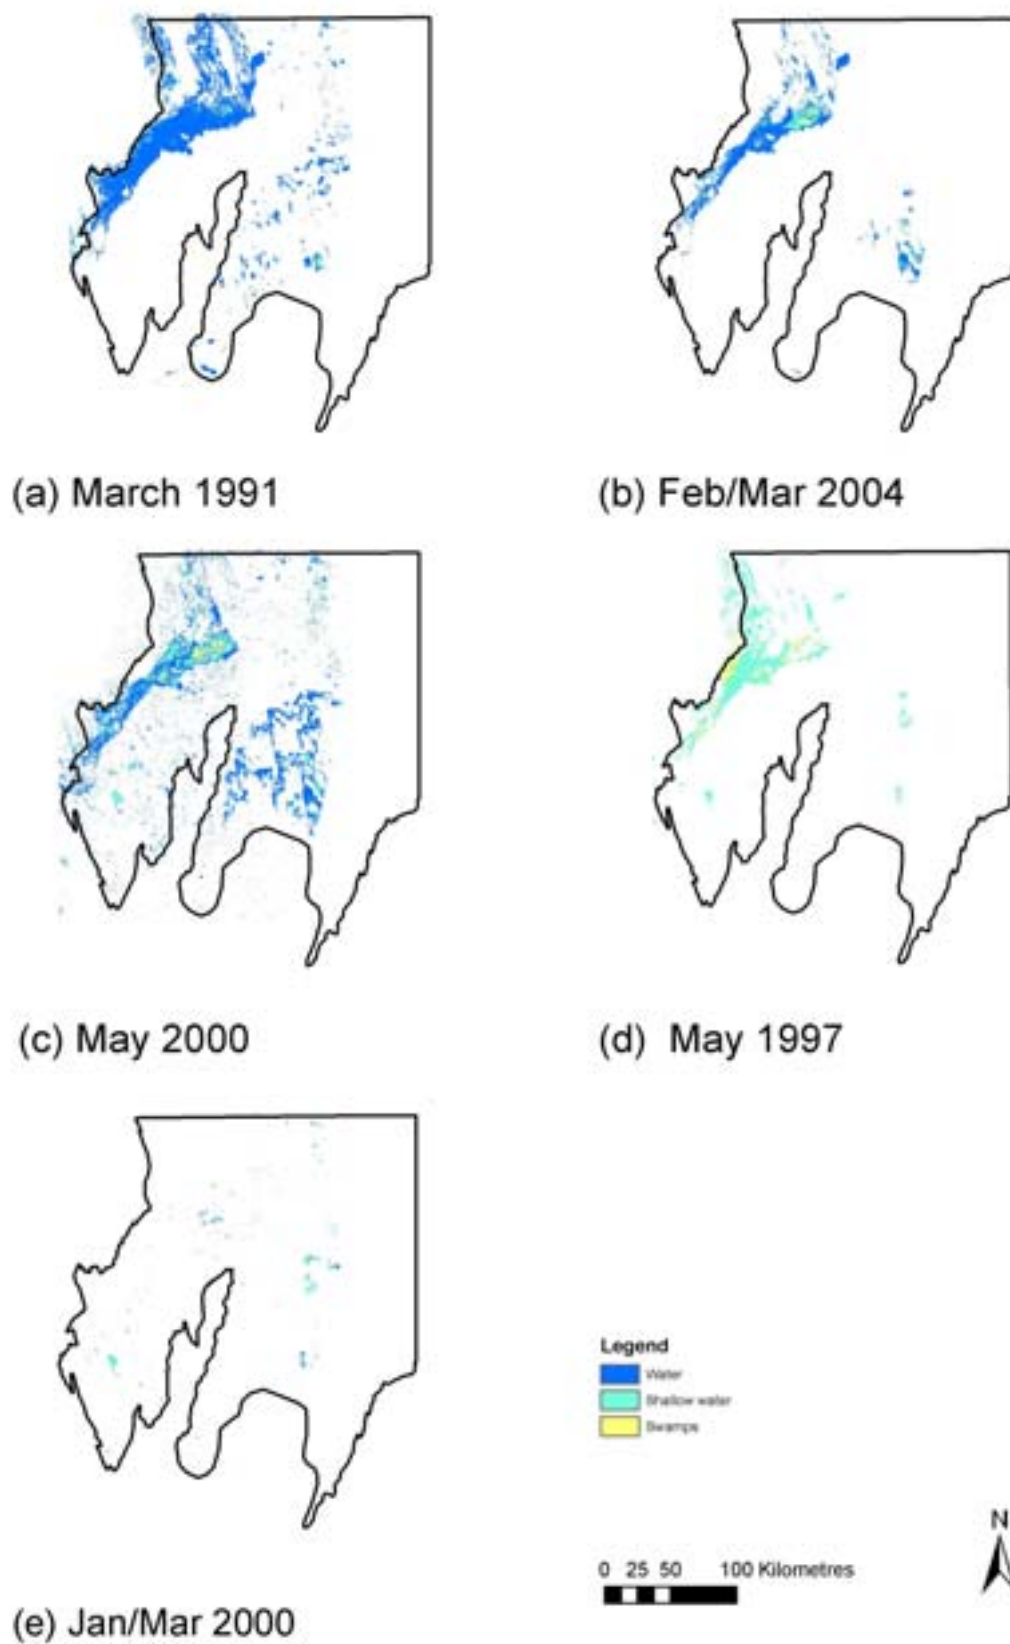 (a) March 1991
(b) Feb/Mar 2004
(c) May 2000
(d) May 1997
(e) Jan/Mar 2000
Legend
Water
Shallow water
Swamps
N
0 25 50 100 Kilometres